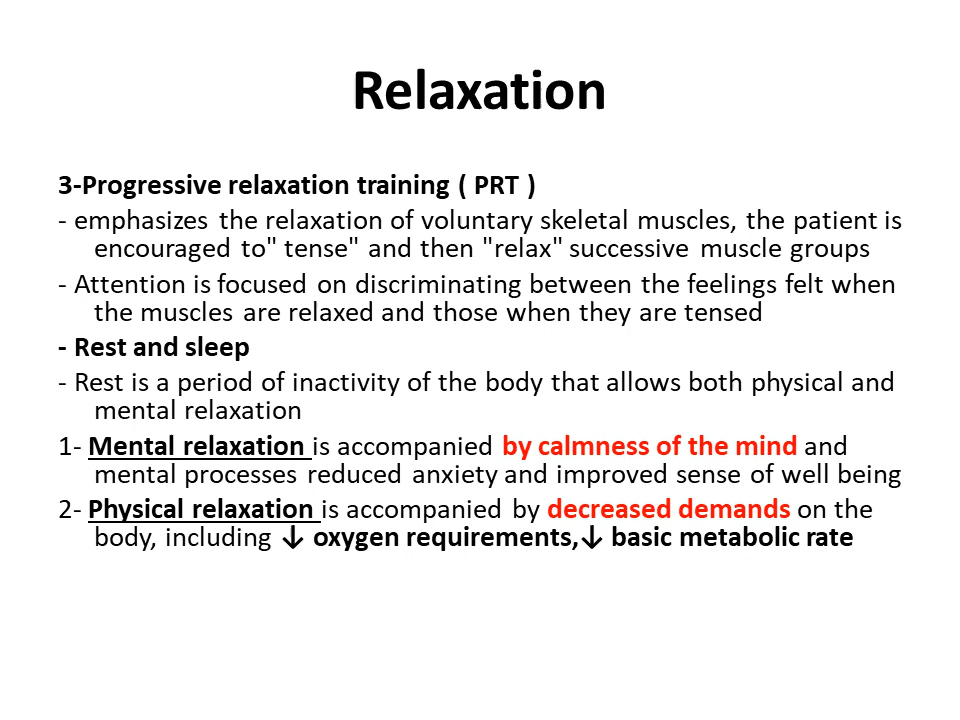 Relaxation
3-Progressive relaxation training ( PRT )
- emphasizes the relaxation of voluntary skeletal muscles, the patient is
encouraged to" tense" and then "relax" successive muscle groups
- Attention is focused on discriminating between the feelings felt when
the muscles are relaxed and those when they are tensed
- Rest and sleep
- Rest is a period of inactivity of the body that allows both physical and
mental relaxation
1- Mental relaxation is accompanied by calmness of the mind and
mental processes reduced anxiety and improved sense of well being
2- Physical relaxation is accompanied by decreased demands on the
body, including ↓ oxygen requirements,↓ basic metabolic rate